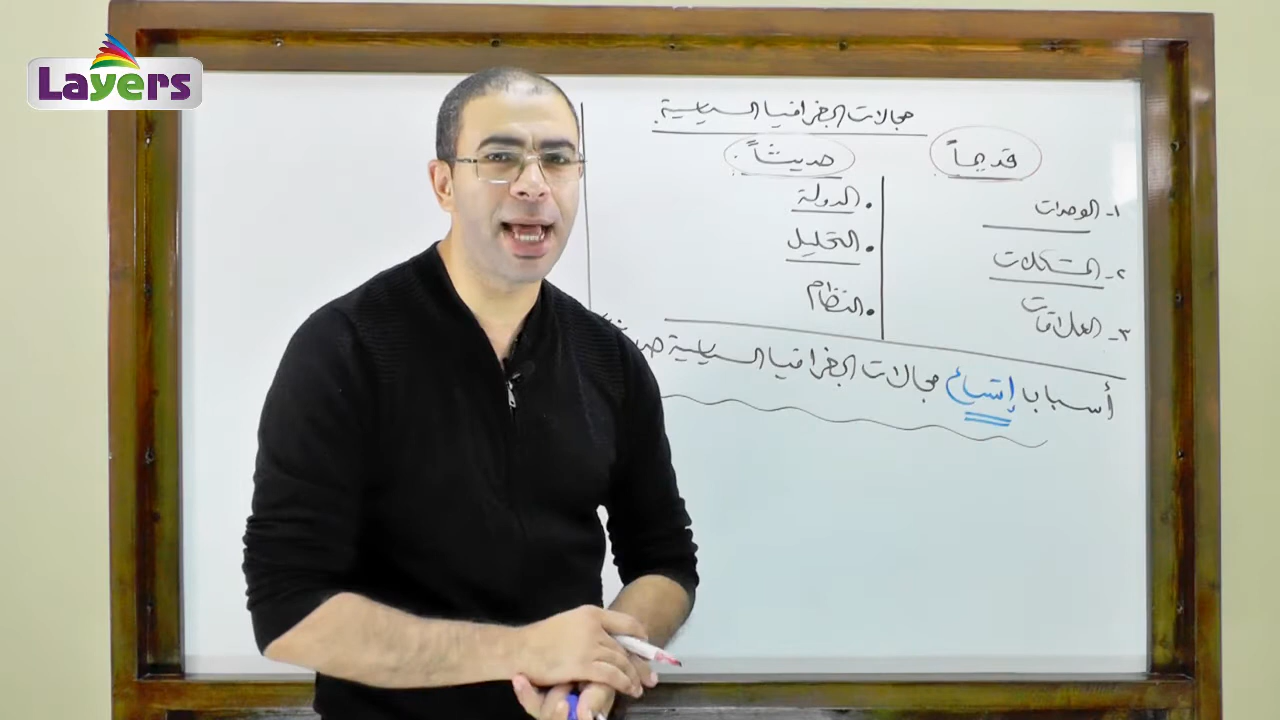 Layers
مجالات الجغرافيا السياسية
قديماً
١- الوحدات
٢- المشكلات
٣- العلاقات
حديثاً
• الدولة
• التحليل
• النظام
أسباب إتساع مجالات الجغرافيا السياسية